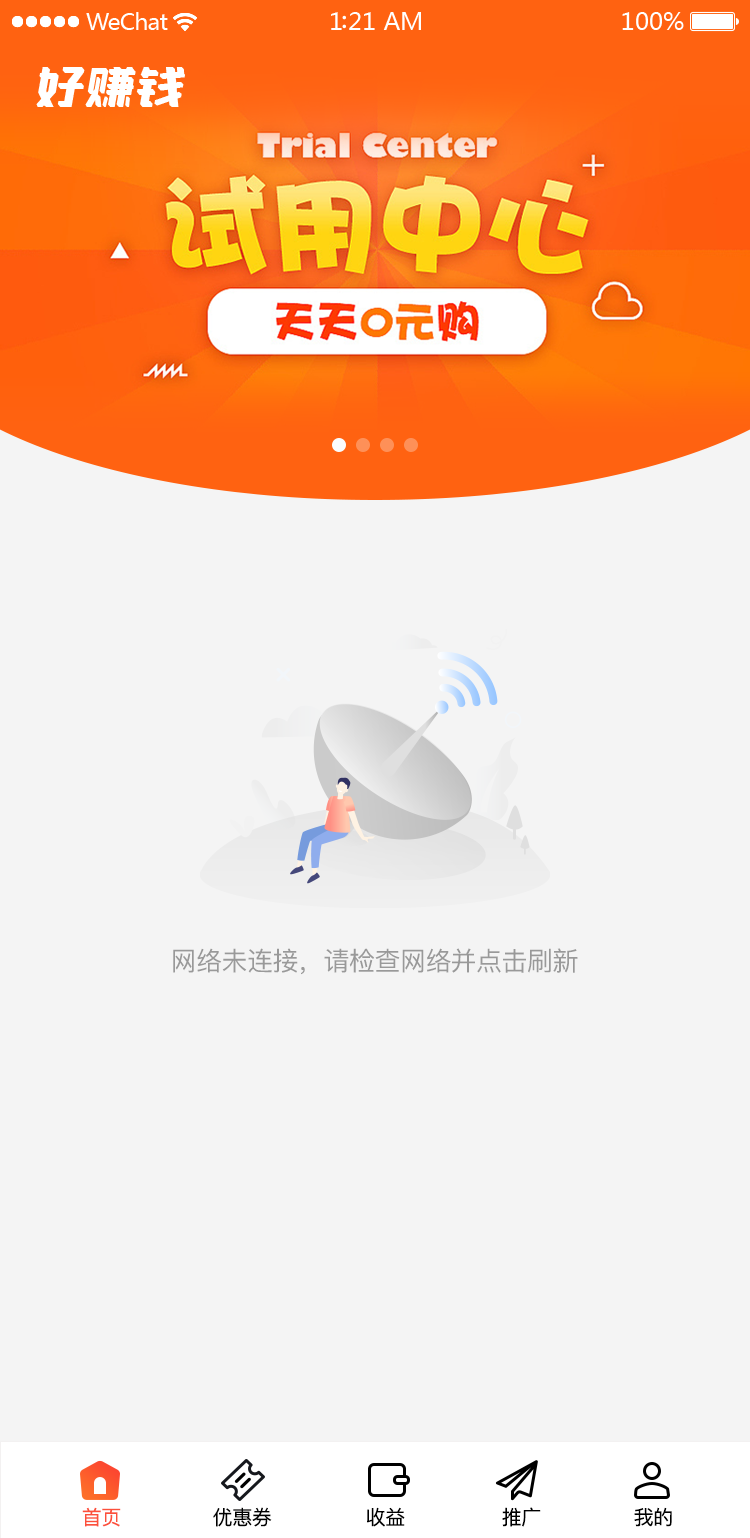 WeChat 1:21 AM 100%
好赚钱
Trial Center
试用中心
天天0元购
网络未连接，请检查网络并点击刷新
首页 优惠券 收益 推广 我的